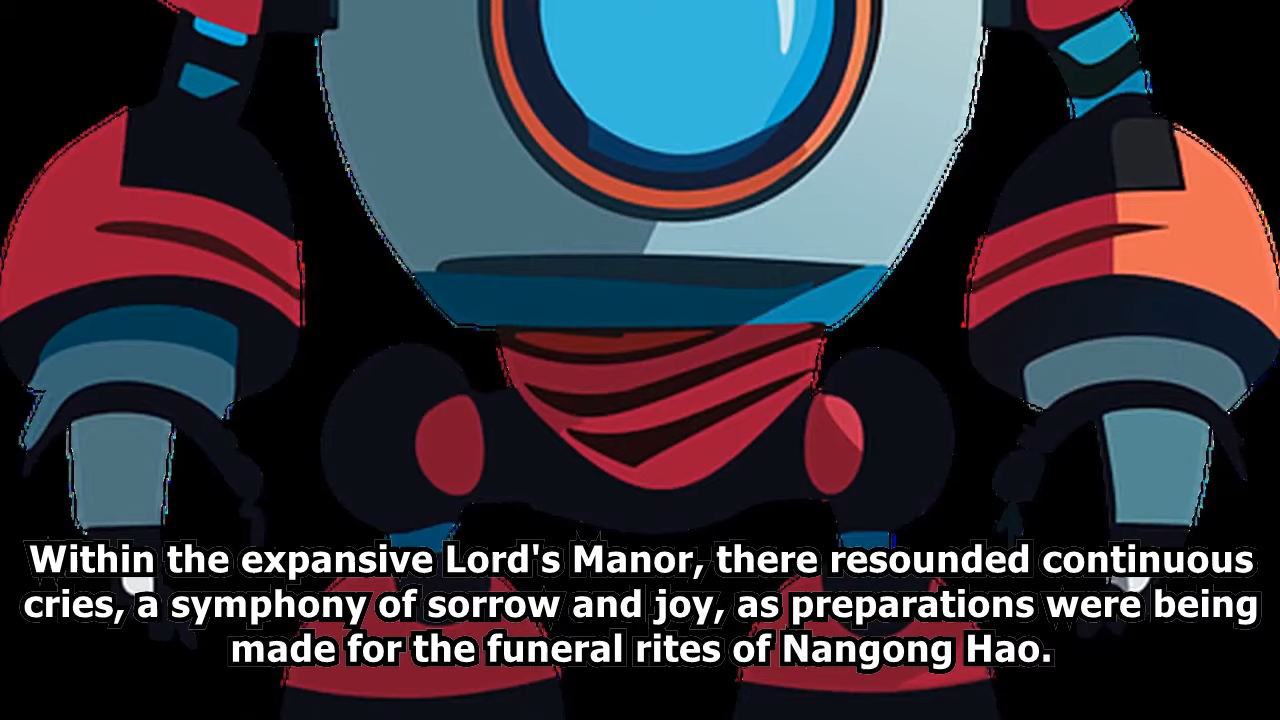 Within the expansive Lord's Manor, there resounded continuous
cries, a symphony of sorrow and joy, as preparations were being
made for the funeral rites of Nangong Hao.